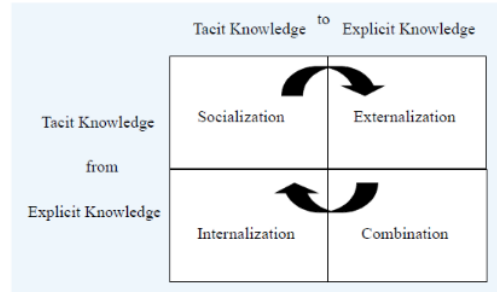 Tacit Knowledge to Explicit Knowledge
Socialization Externalization
Tacit Knowledge
from
Explicit Knowledge
Internalization Combination